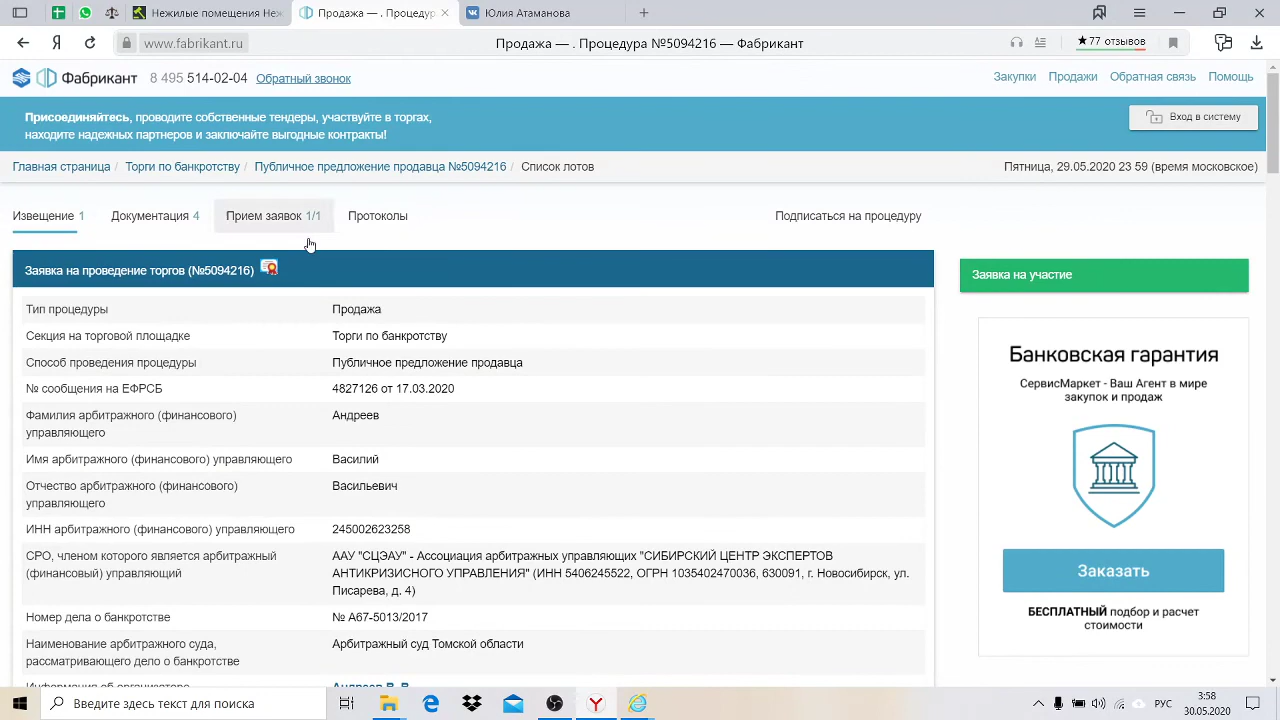 Нежилые помещения Неж
Продажа — . Процедур
Юлия Атаманова
www.fabrikant.ru
Продажа — . Процедура №5094216 — Фабрикант
★77 отзывов
Фабрикант
8 495 514-02-04
Обратный звонок
Закупки
Продажи
Обратная связь
Помощь
Присоединяйтесь, проводите собственные тендеры, участвуйте в торгах,
находите надежных партнеров и заключайте выгодные контракты!
Вход в систему
Главная страница / Торги по банкротству / Публичное предложение продавца №5094216 / Список лотов
Пятница, 29.05.2020 23 59 (время московское)
Извещение 1
Документация 4
Прием заявок 1/1
Протоколы
Подписаться на процедуру
Заявка на проведение торгов (№5094216)
Тип процедуры
Продажа
Секция на торговой площадке
Торги по банкротству
Способ проведения процедуры
Публичное предложение продавца
№ сообщения на ЕФРСБ
4827126 от 17.03.2020
Фамилия арбитражного (финансового)
управляющего
Андреев
Имя арбитражного (финансового) управляющего
Василий
Отчество арбитражного (финансового)
управляющего
Васильевич
ИНН арбитражного (финансового) управляющего
245002623258
СРО, членом которого является арбитражный
(финансовый) управляющий
ААУ "СЦЭАУ" - Ассоциация арбитражных управляющих "СИБИРСКИЙ ЦЕНТР ЭКСПЕРТОВ
АНТИКРИЗИСНОГО УПРАВЛЕНИЯ" (ИНН 5406245522, ОГРН 1035402470036, 630091, г. Новосибирск, ул.
Писарева, д. 4)
Номер дела о банкротстве
№ А67-5013/2017
Наименование арбитражного суда,
рассматривающего дело о банкротстве
Арбитражный суд Томской области
Информация об организаторе
Андреев В. В.
Заявка на участие
Банковская гарантия
СервисМаркет - Ваш Агент в мире
закупок и продаж
Заказать
БЕСПЛАТНЫЙ подбор и расчет
стоимости
Введите здесь текст для поиска
РУС
3:58
30.05.2020